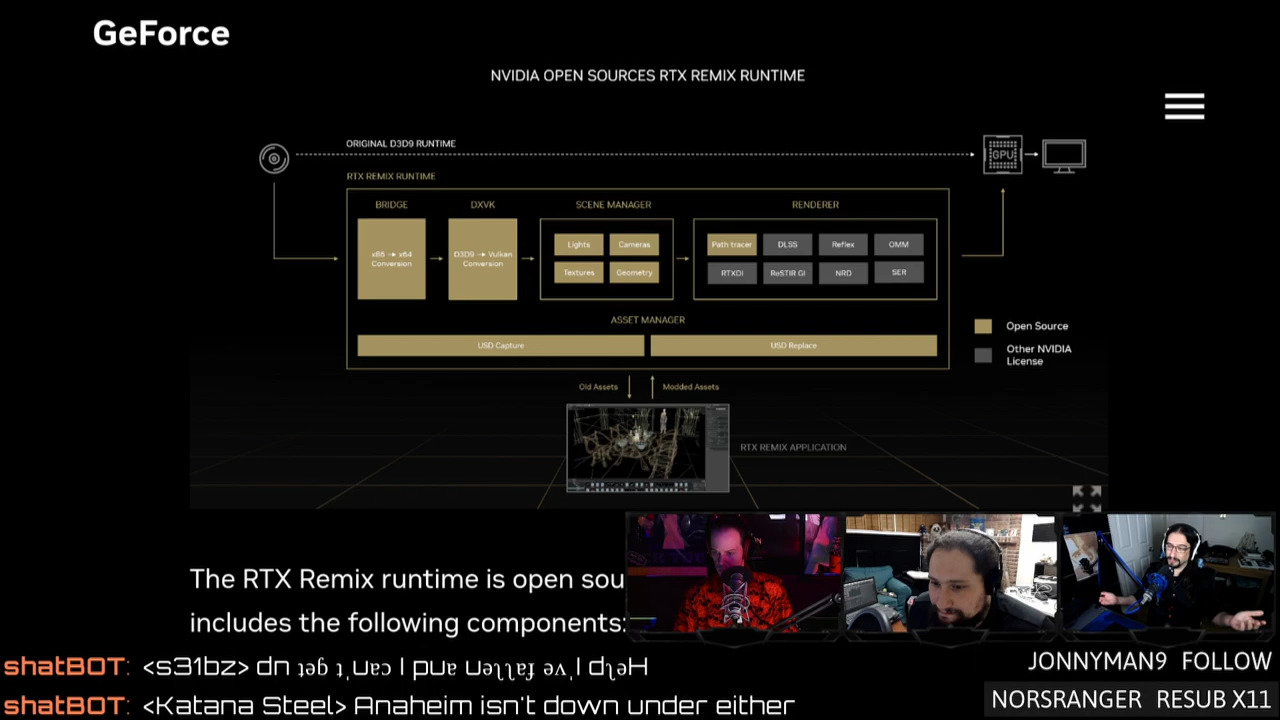 GeForce
NVIDIA OPEN SOURCES RTX REMIX RUNTIME
ORIGINAL D3D9 RUNTIME
GPU
RTX REMIX RUNTIME
BRIDGE
DXVK
SCENE MANAGER
RENDERER
x86 → x64
Conversion
D3D9 → Vulkan
Conversion
Lights
Cameras
Textures
Geometry
Path tracer
DLSS
Reflex
OMM
RTXDI
ReSTIR GI
NRD
SER
ASSET MANAGER
USD Capture
USD Replace
Open Source
Other NVIDIA
License
Old Assets
Modded Assets
RTX REMIX APPLICATION
The RTX Remix runtime is open sou
includes the following components:
shatBOT: <s31bz> dn ʇǝƃ ʇ,uɐɔ I puɐ uǝllɐɟ ǝʌ,I dlǝH
shatBOT: <Katana Steel> Anaheim isn't down under either
JONNYMAN9 FOLLOW
NORSRANGER RESUB X11